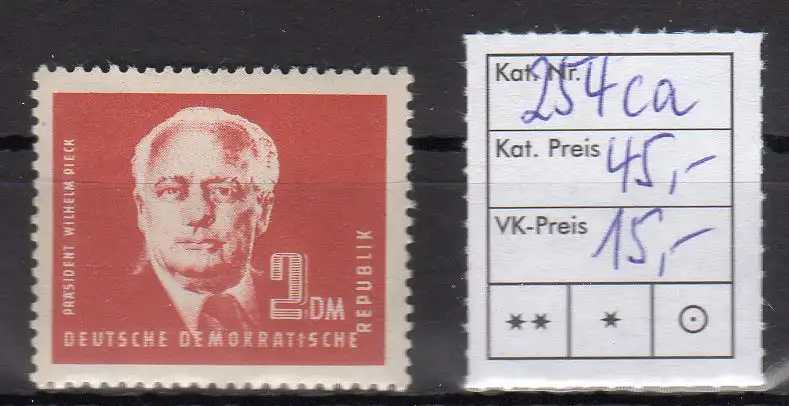 PRÄSIDENT WILHELM PIECK
2 DM
DEUTSCHE DEMOKRATISCHE
REPUBLIK
Kat. Nr. 254ca
Kat. Preis 45,-
VK-Preis 15,-
** * ⊙